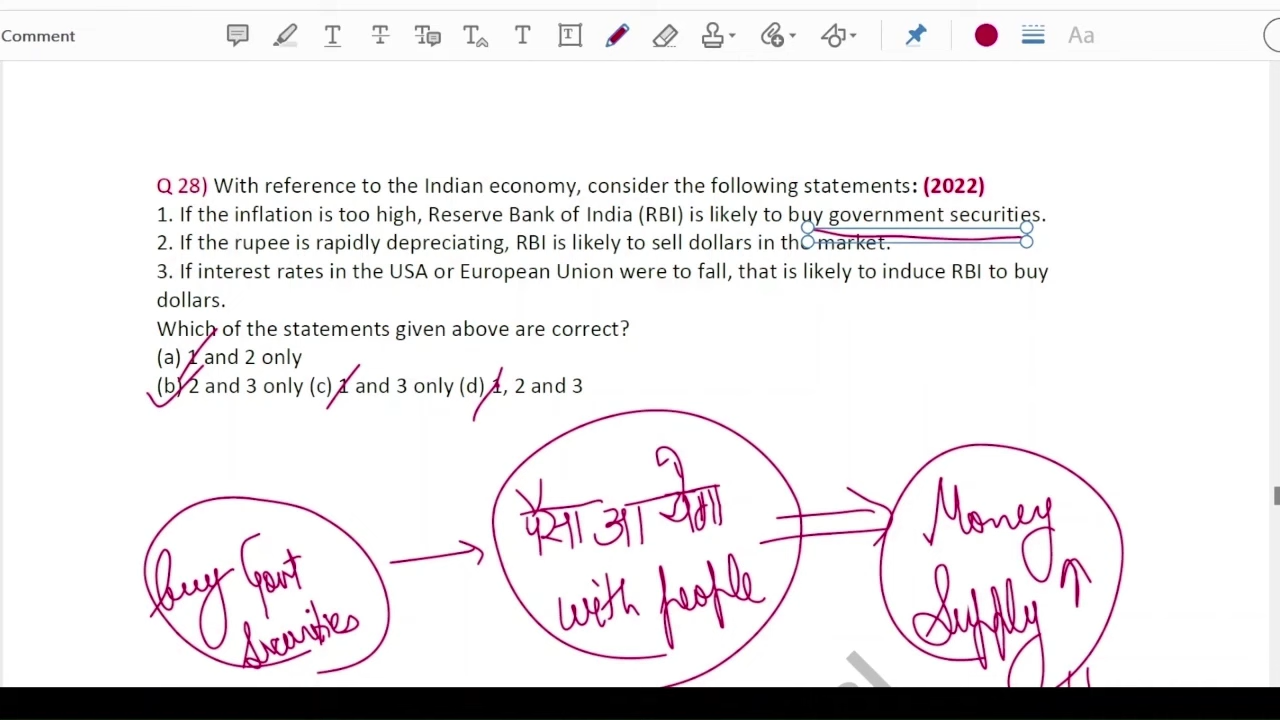 Comment
Aa
Q 28) With reference to the Indian economy, consider the following statements: (2022)
1. If the inflation is too high, Reserve Bank of India (RBI) is likely to buy government securities.
2. If the rupee is rapidly depreciating, RBI is likely to sell dollars in the market.
3. If interest rates in the USA or European Union were to fall, that is likely to induce RBI to buy
dollars.
Which of the statements given above are correct?
(a) 1 and 2 only
(b) 2 and 3 only (c) 1 and 3 only (d) 1, 2 and 3
buy Govt
securities
पैसा आ
with people
Money
Supply ↑